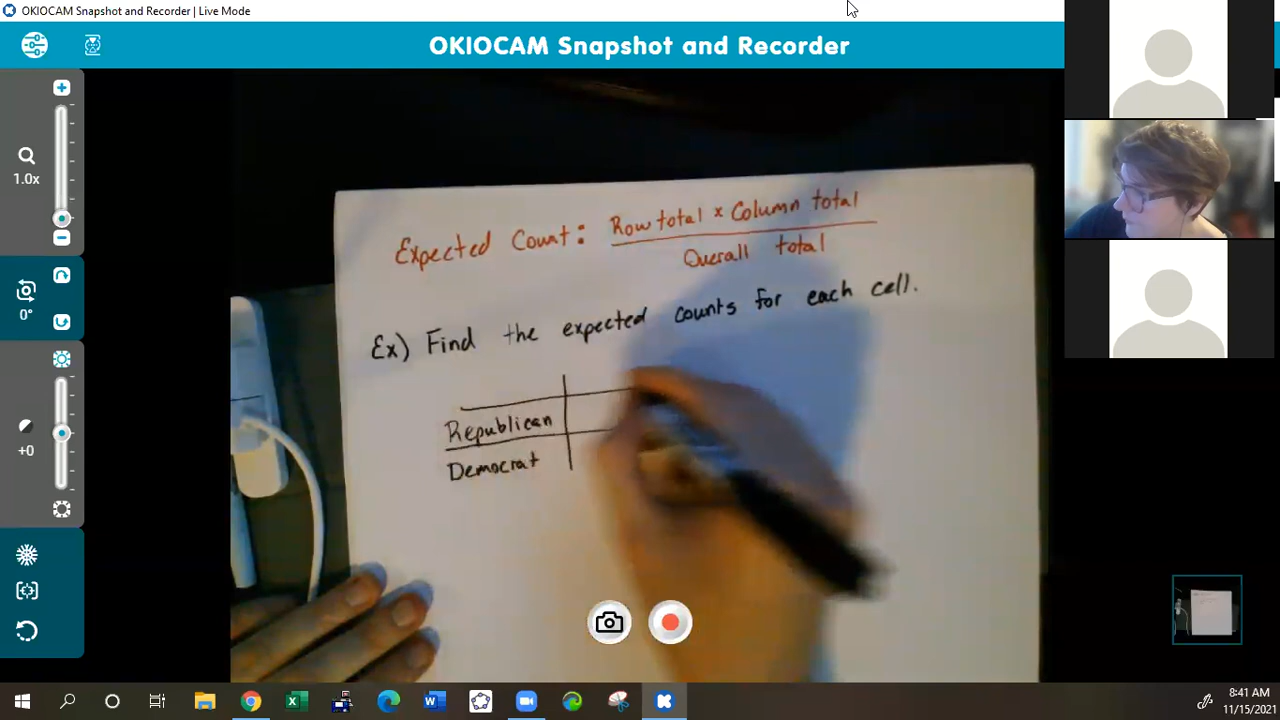 OKIOCAM Snapshot and Recorder | Live Mode
OKIOCAM Snapshot and Recorder
1.0x
0°
+0
Expected Count: Row total x Column total
Overall total
Ex) Find the expected counts for each cell.
Republican
Democrat
8:41 AM
11/15/2021